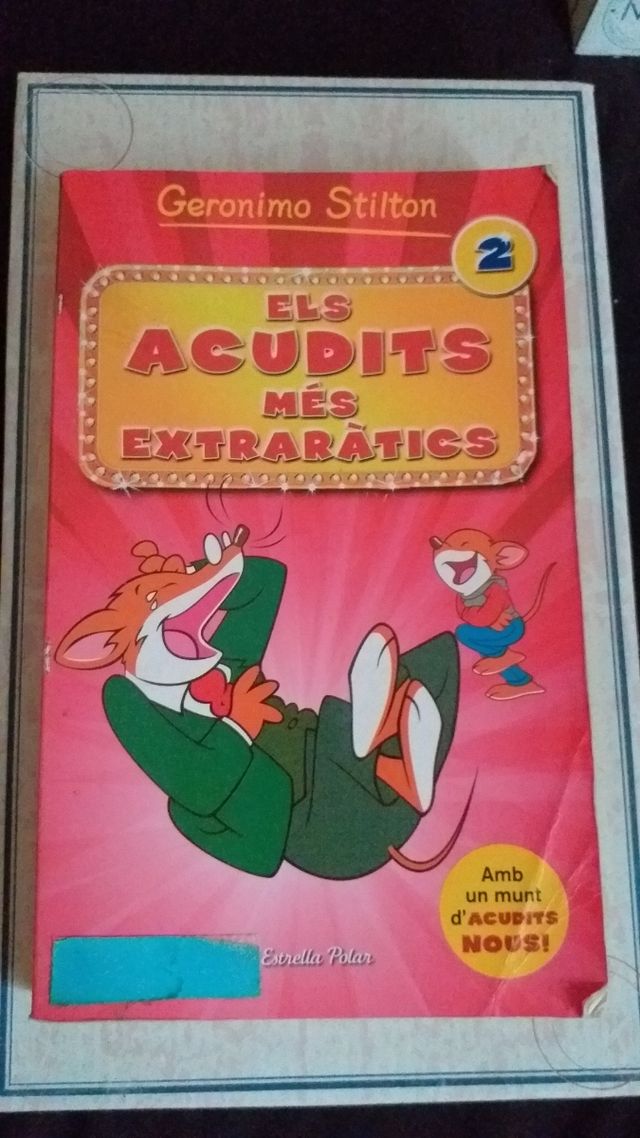 Geronimo Stilton
2
ELS
ACUDITS
MÉS
EXTRARÀTICS
Amb
un munt
d'ACUDITS
NOUS!
Estrella Polar